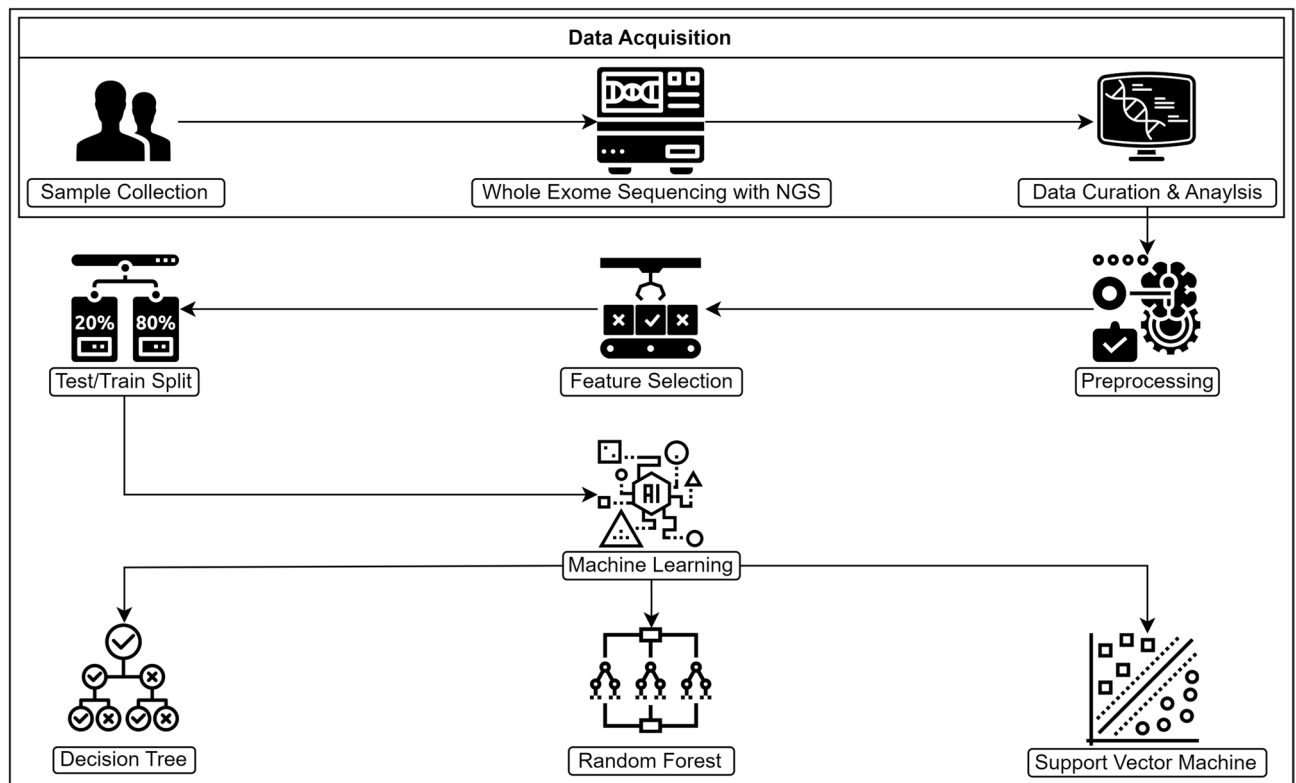 Data Acquisition
Sample Collection
Whole Exome Sequencing with NGS
Data Curation & Anaylsis
20% 80%
Test/Train Split
Feature Selection
Preprocessing
AI
Machine Learning
Decision Tree
Random Forest
Support Vector Machine